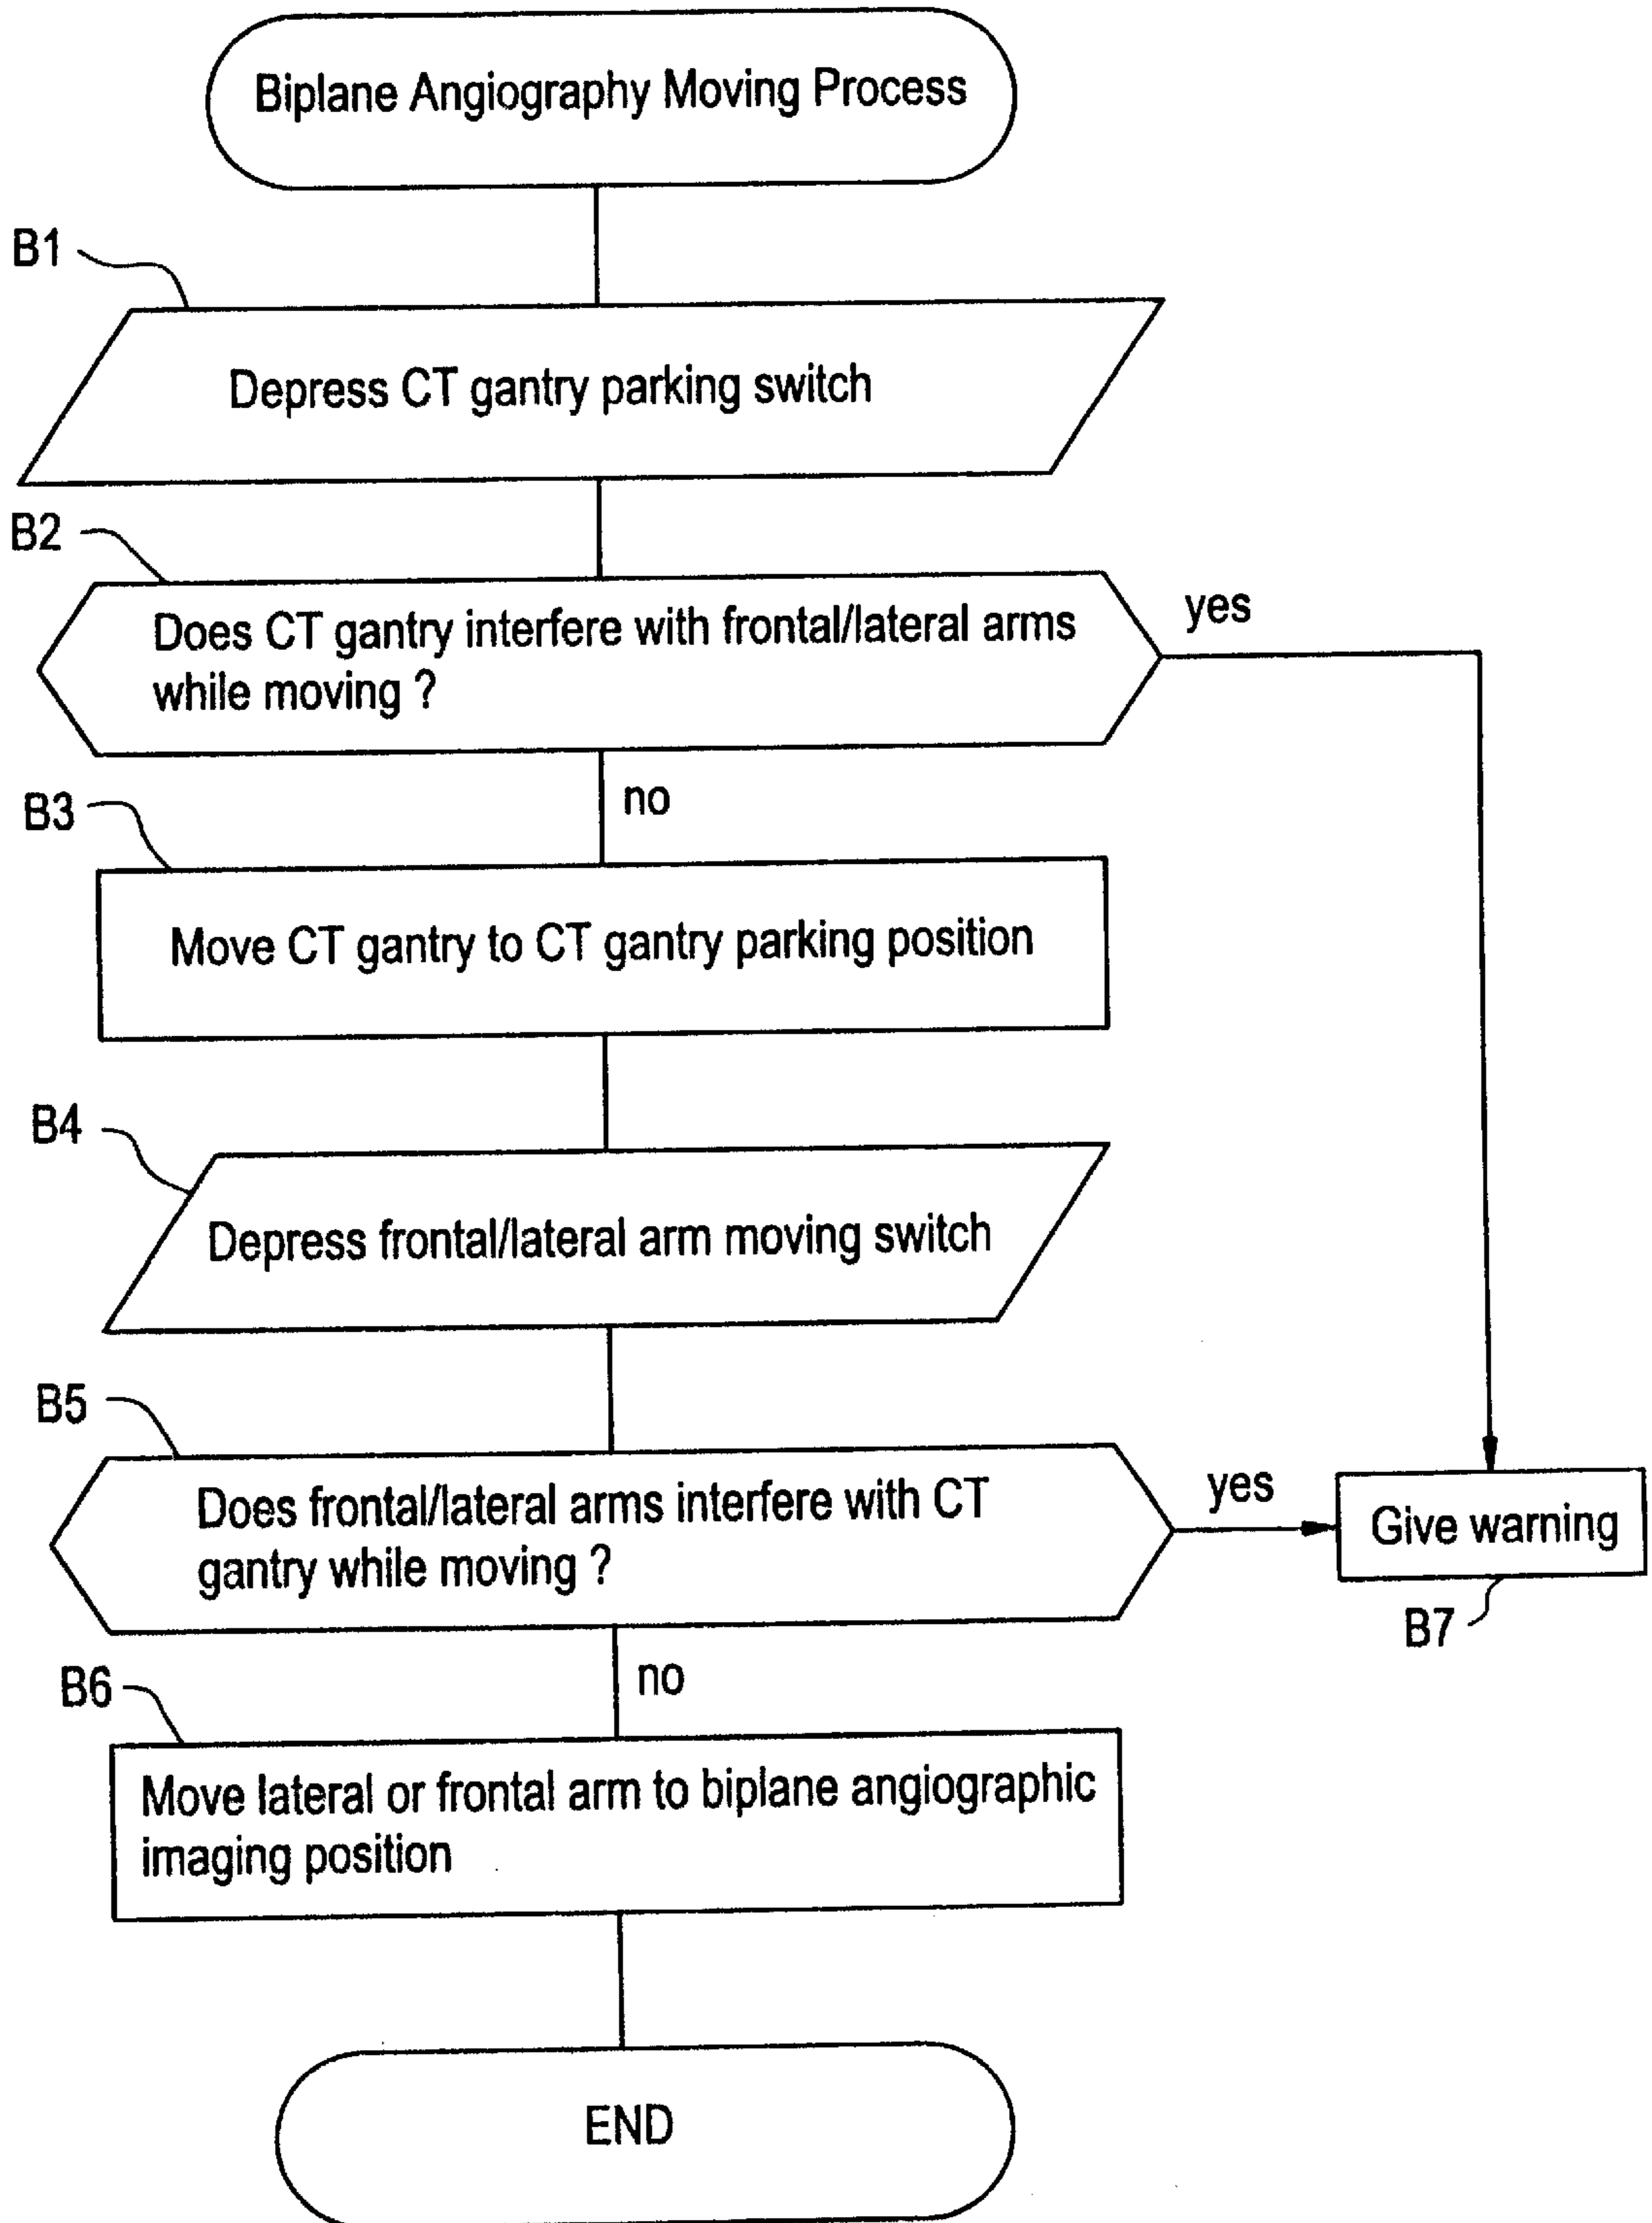 Biplane Angiography Moving Process
B1
Depress CT gantry parking switch
B2
Does CT gantry interfere with frontal/lateral arms
while moving ?
yes
no
B3
Move CT gantry to CT gantry parking position
B4
Depress frontal/lateral arm moving switch
B5
Does frontal/lateral arms interfere with CT
gantry while moving ?
yes
Give warning
B7
no
B6
Move lateral or frontal arm to biplane angiographic
imaging position
END